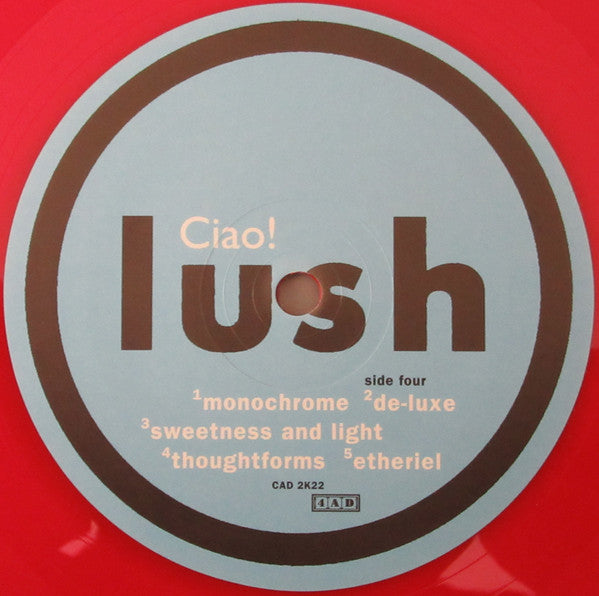 Ciao!
lush
side four
1monochrome 2de-luxe
3sweetness and light
4thoughtforms 5etheriel
CAD 2K22
4AD